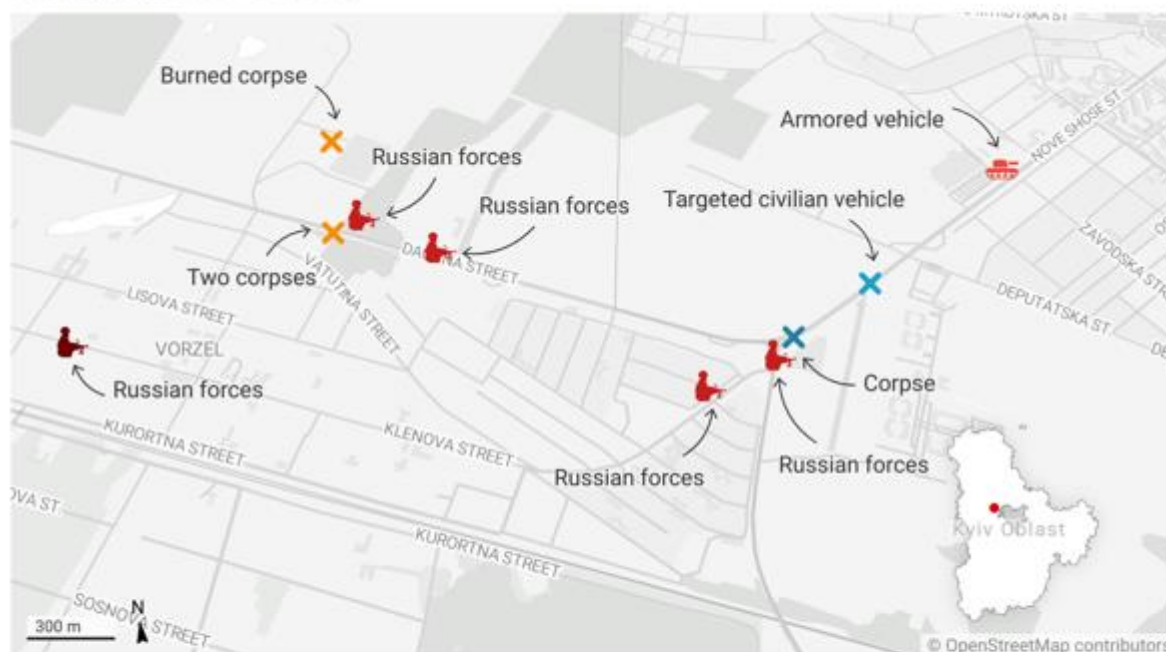 Burned corpse
Russian forces
Armored vehicle
NOVE SHOSE ST
Russian forces
Targeted civilian vehicle
Two corpses
STREET
VATUTINA STREET
ZAVODSKA
DEPUTATSKA ST
LISOVA STREET
VORZEL
Russian forces
Corpse
KURORTNA STREET
KLENOVA STREET
Russian forces
Russian forces
KURORTNA STREET
Kyiv Oblast
SOSNOVA STREET
N
300 m
© OpenStreetMap contributors